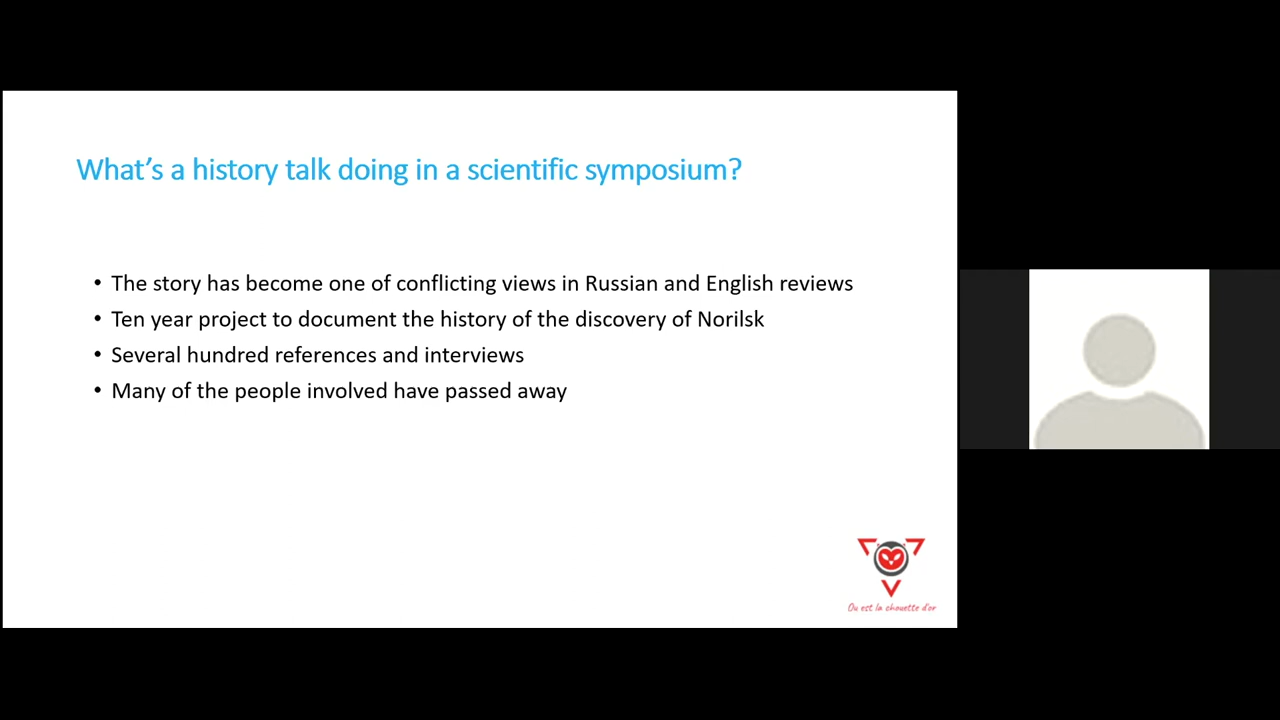 What's a history talk doing in a scientific symposium?
• The story has become one of conflicting views in Russian and English reviews
• Ten year project to document the history of the discovery of Norilsk
• Several hundred references and interviews
• Many of the people involved have passed away
Ou est la chouette d'or